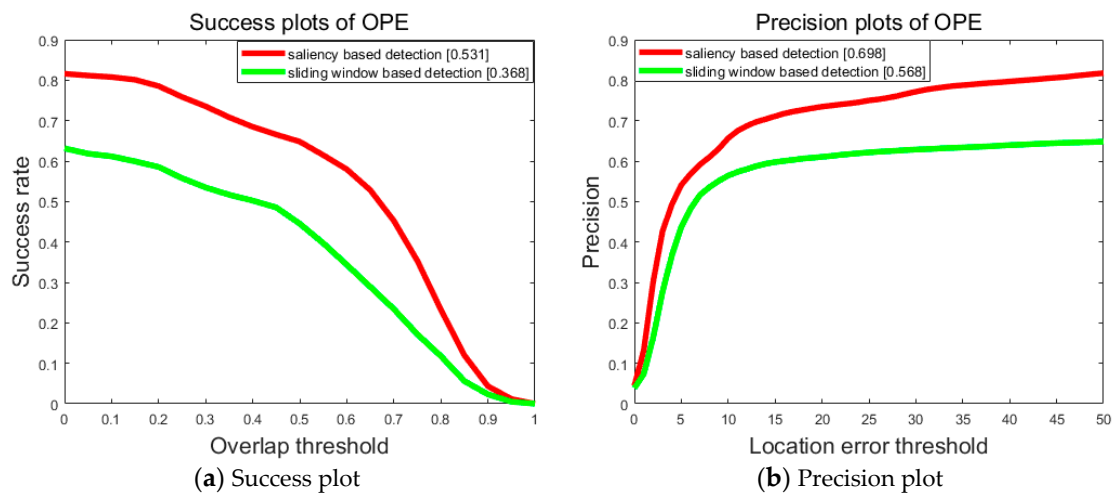 Success plots of OPE
0.9
0.8
0.7
0.6
0.5
0.4
0.3
0.2
0.1
0
Success rate
saliency based detection [0.531]
sliding window based detection [0.368]
0 0.1 0.2 0.3 0.4 0.5 0.6 0.7 0.8 0.9 1
Overlap threshold
(a) Success plot
Precision plots of OPE
0.9
0.8
0.7
0.6
0.5
0.4
0.3
0.2
0.1
0
Precision
saliency based detection [0.698]
sliding window based detection [0.568]
0 5 10 15 20 25 30 35 40 45 50
Location error threshold
(b) Precision plot